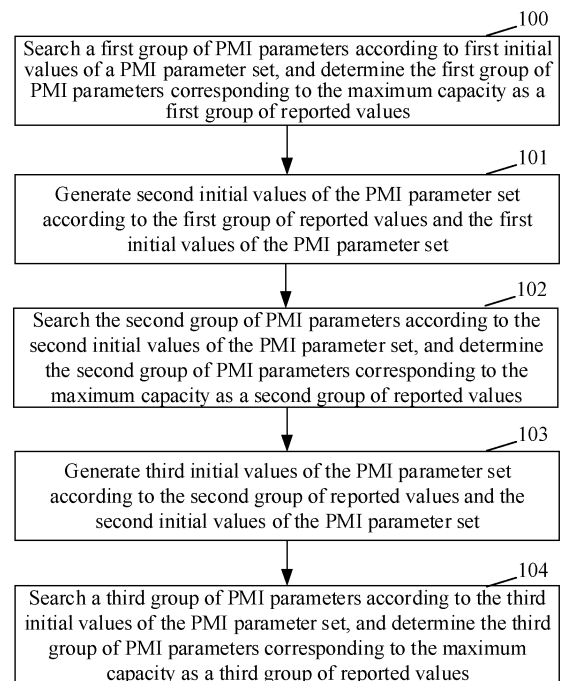 100
Search a first group of PMI parameters according to first initial
values of a PMI parameter set, and determine the first group of
PMI parameters corresponding to the maximum capacity as a
first group of reported values
101
Generate second initial values of the PMI parameter set
according to the first group of reported values and the first
initial values of the PMI parameter set
102
Search the second group of PMI parameters according to the
second initial values of the PMI parameter set, and determine
the second group of PMI parameters corresponding to the
maximum capacity as a second group of reported values
103
Generate third initial values of the PMI parameter set
according to the second group of reported values and the
second initial values of the PMI parameter set
104
Search a third group of PMI parameters according to the third
initial values of the PMI parameter set, and determine the third
group of PMI parameters corresponding to the maximum
capacity as a third group of reported values